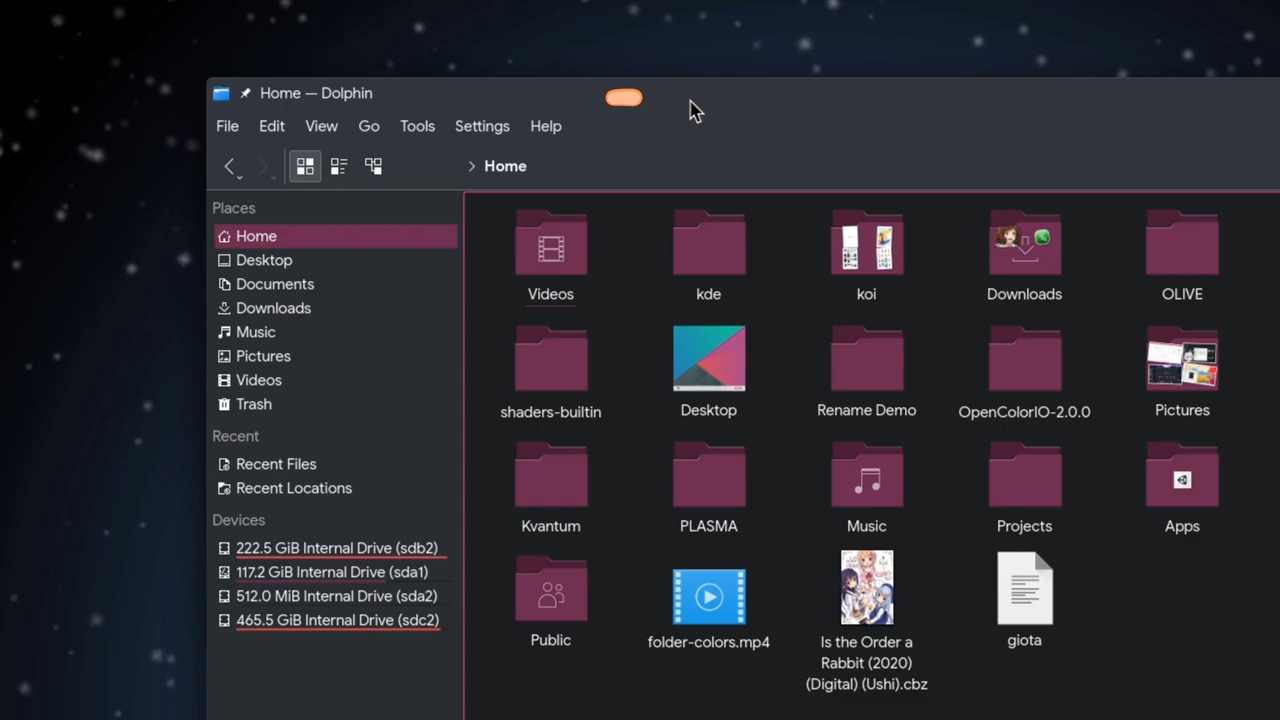 Home — Dolphin
File Edit View Go Tools Settings Help
Home
Places
Home
Desktop
Documents
Downloads
Music
Pictures
Videos
Trash
Recent
Recent Files
Recent Locations
Devices
222.5 GiB Internal Drive (sdb2)
117.2 GiB Internal Drive (sda1)
512.0 MiB Internal Drive (sda2)
465.5 GiB Internal Drive (sdc2)
Videos kde koi Downloads OLIVE
shaders-builtin Desktop Rename Demo OpenColorIO-2.0.0 Pictures
Kvantum PLASMA Music Projects Apps
Public folder-colors.mp4 Is the Order a giota
Rabbit (2020)
(Digital) (Ushi).cbz